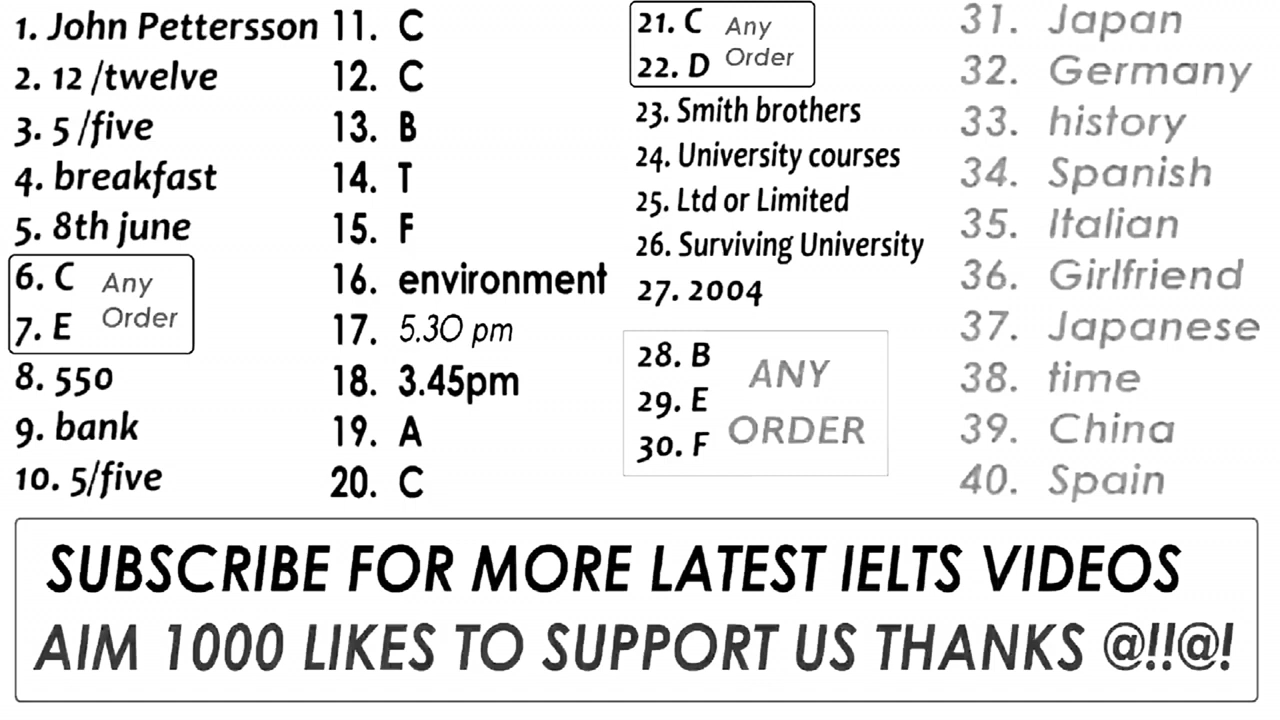 1. John Pettersson
2. 12 /twelve
3. 5 /five
4. breakfast
5. 8th june
6. C
7. E
Any
Order
8. 550
9. bank
10. 5/five
11. C
12. C
13. B
14. T
15. F
16. environment
17. 5.30 pm
18. 3.45pm
19. A
20. C
21. C
22. D
Any
Order
23. Smith brothers
24. University courses
25. Ltd or Limited
26. Surviving University
27. 2004
28. B
29. E
30. F
ANY
ORDER
31. Japan
32. Germany
33. history
34. Spanish
35. Italian
36. Girlfriend
37. Japanese
38. time
39. China
40. Spain
SUBSCRIBE FOR MORE LATEST IELTS VIDEOS
AIM 1000 LIKES TO SUPPORT US THANKS @!!@!